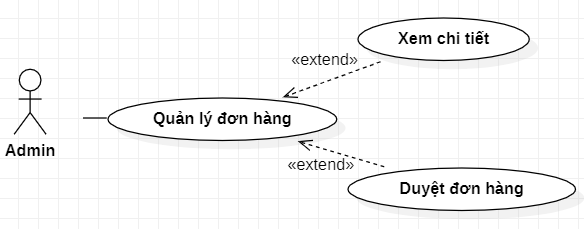 Xem chi tiết
«extend»
Quản lý đơn hàng
Admin
«extend»
Duyệt đơn hàng